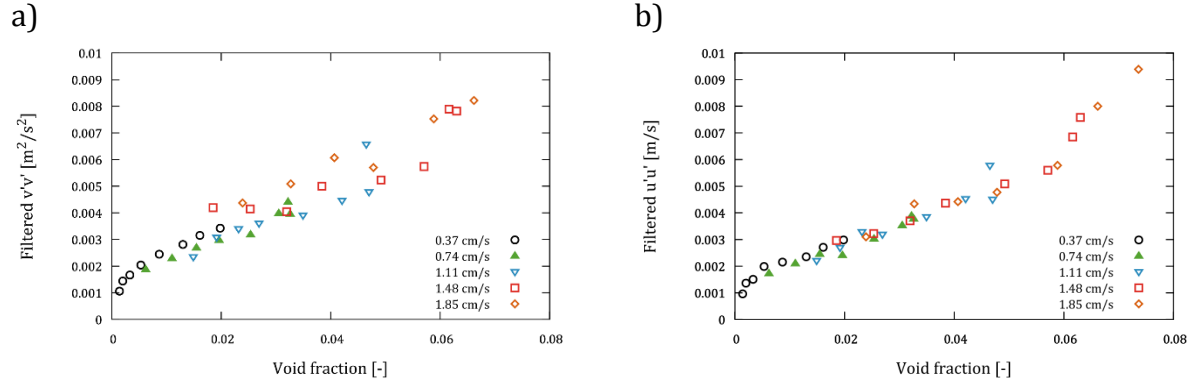 a)
0.01
0.009
0.008
0.007
0.006
0.005
0.004
0.003
0.002
0.001
0
Filtered v'v' [m²/s²]
0.37 cm/s
0.74 cm/s
1.11 cm/s
1.48 cm/s
1.85 cm/s
0 0.02 0.04 0.06 0.08
Void fraction [-]
b)
0.01
0.009
0.008
0.007
0.006
0.005
0.004
0.003
0.002
0.001
0
Filtered u'u' [m/s]
0.37 cm/s
0.74 cm/s
1.11 cm/s
1.48 cm/s
1.85 cm/s
0 0.02 0.04 0.06 0.08
Void fraction [-]